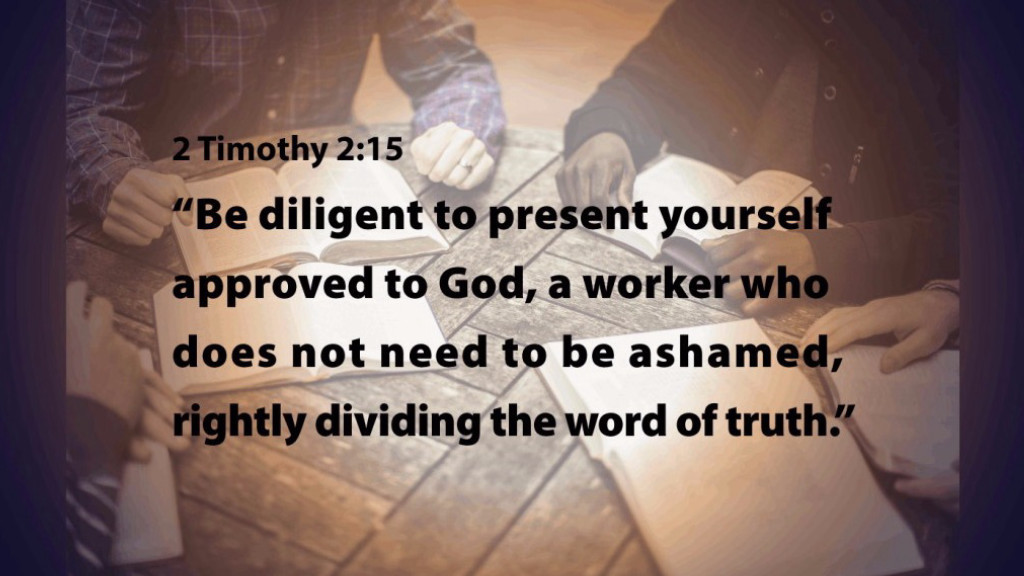 2 Timothy 2:15
“Be diligent to present yourself
approved to God, a worker who
does not need to be ashamed,
rightly dividing the word of truth.”